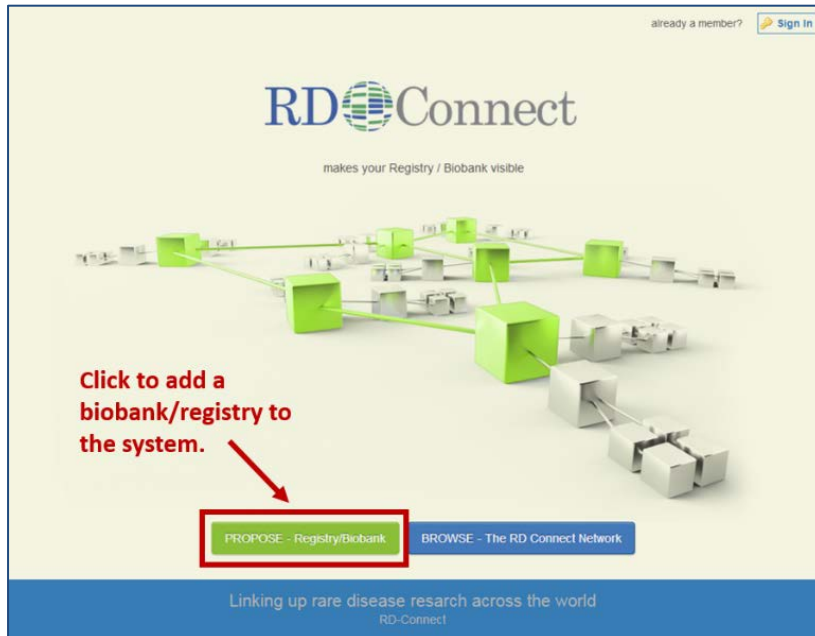 already a member? Sign In
RD Connect
makes your Registry / Biobank visible
Click to add a
biobank/registry to
the system.
PROPOSE - Registry/Biobank BROWSE - The RD Connect Network
Linking up rare disease resarch across the world
RD-Connect